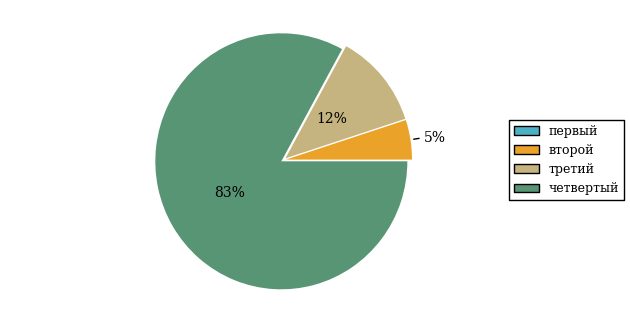 12%
5%
83%
первый
второй
третий
четвертый